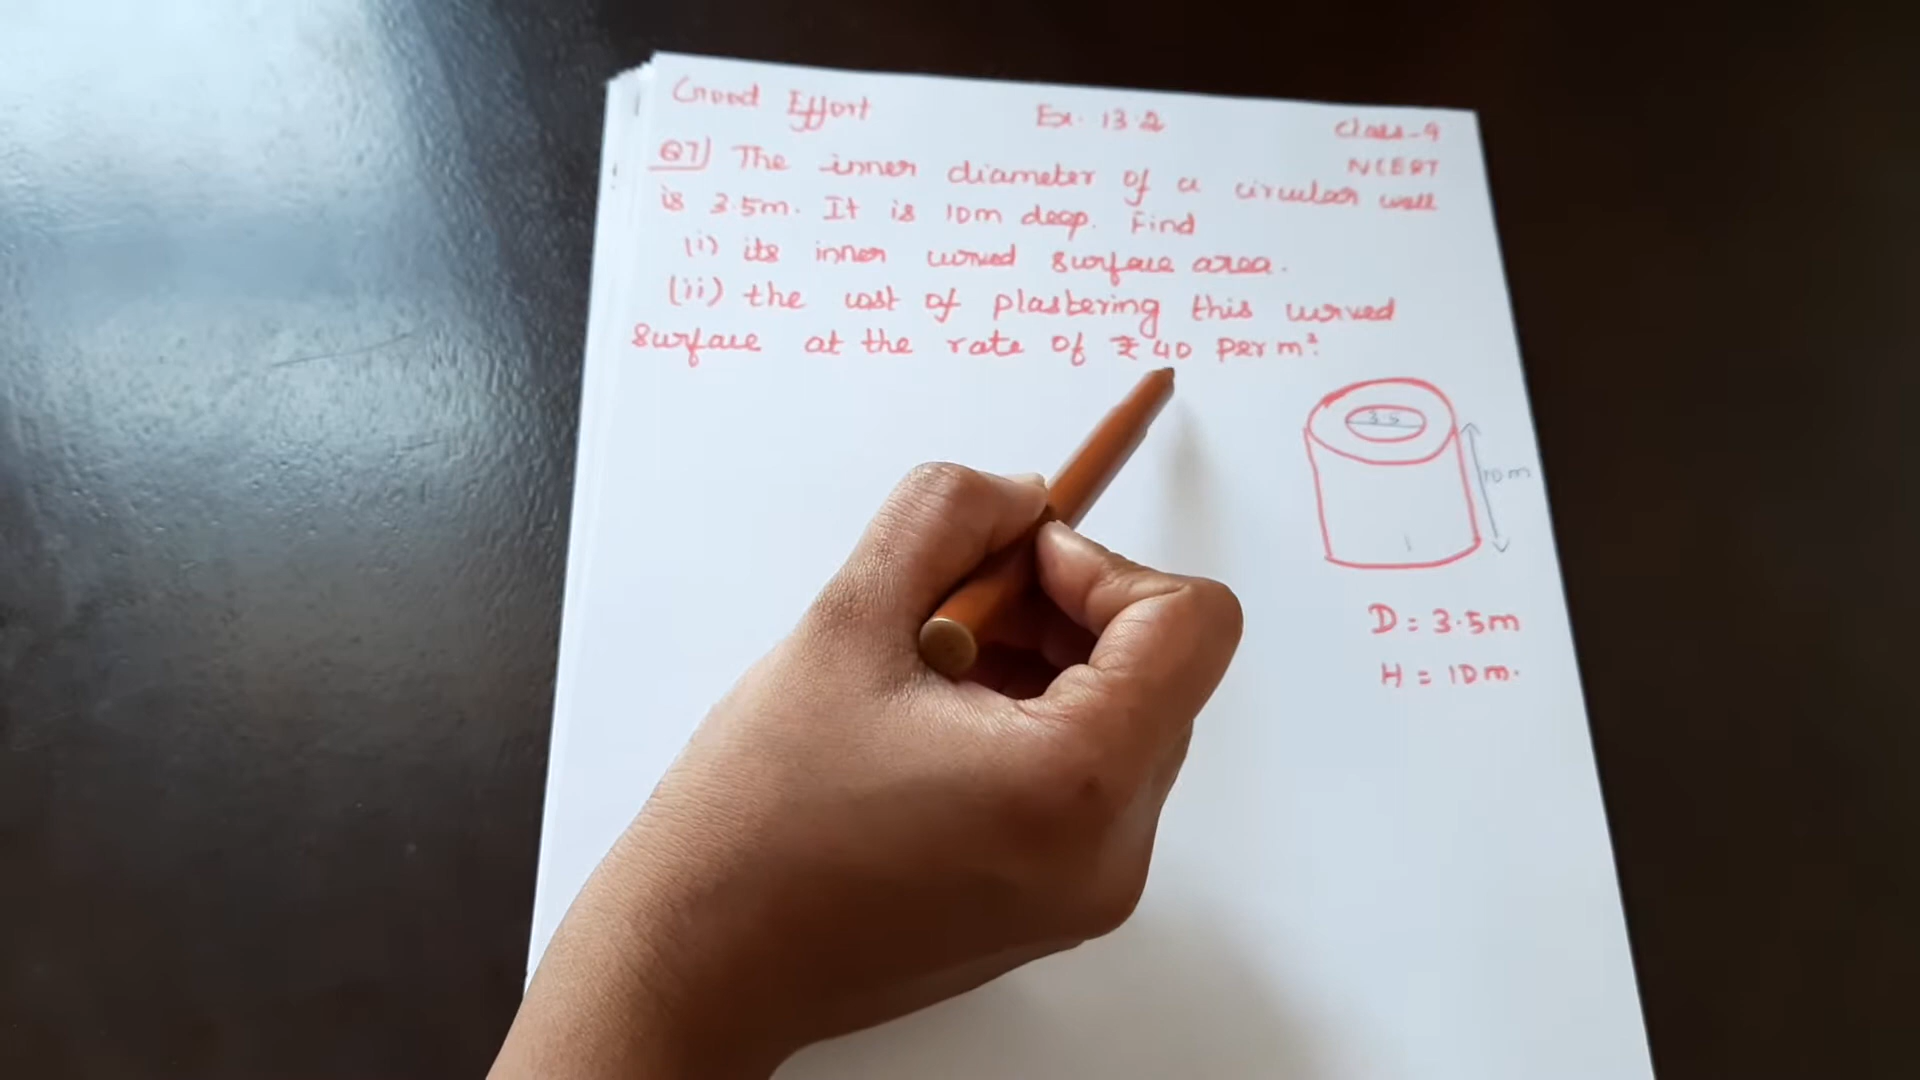 Good Effort Ex. 13.2 Class-9
NCERT
Q7) The inner diameter of a circular well
is 3.5m. It is 10m deep. Find
(i) its inner curved surface area.
(ii) the cost of plastering this curved
surface at the rate of ₹ 40 per m².
3.5
10m
D = 3.5m
H = 10m.